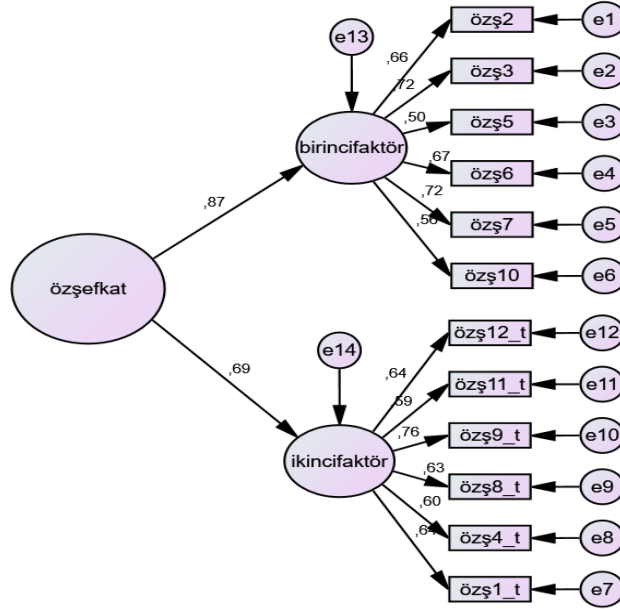 özş2
e1
e13
,66
özş3
e2
,72
özş5
e3
,50
birincifaktör
özş6
e4
,67
özş7
e5
,72
özş10
e6
,87
özşefkat
özş12_t
e12
e14
,64
özş11_t
e11
,69
,59
özş9_t
e10
,76
ikincifaktör
özş8_t
e9
,63
özş4_t
e8
,60
özş1_t
e7